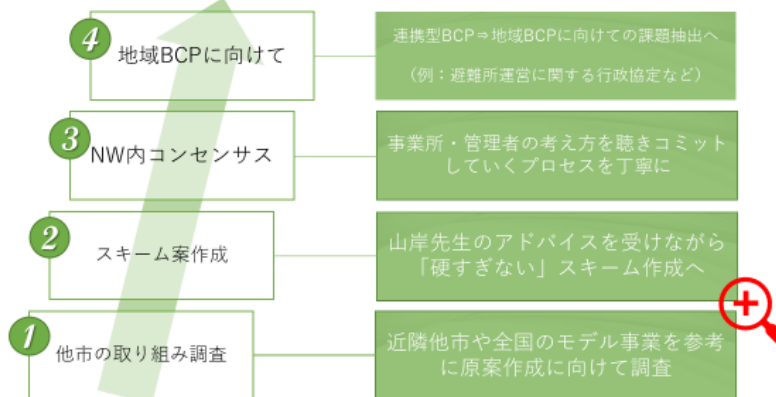 4
地域BCPに向けて
連携型BCP⇒地域BCPに向けての課題抽出へ
（例：避難所運営に関する行政協定など）
3
NW内コンセンサス
事業所・管理者の考え方を聴きコミット
していくプロセスを丁寧に
2
スキーム案作成
山岸先生のアドバイスを受けながら
「硬すぎない」スキーム作成へ
1
他市の取り組み調査
近隣他市や全国のモデル事業を参考
に原案作成に向けて調査